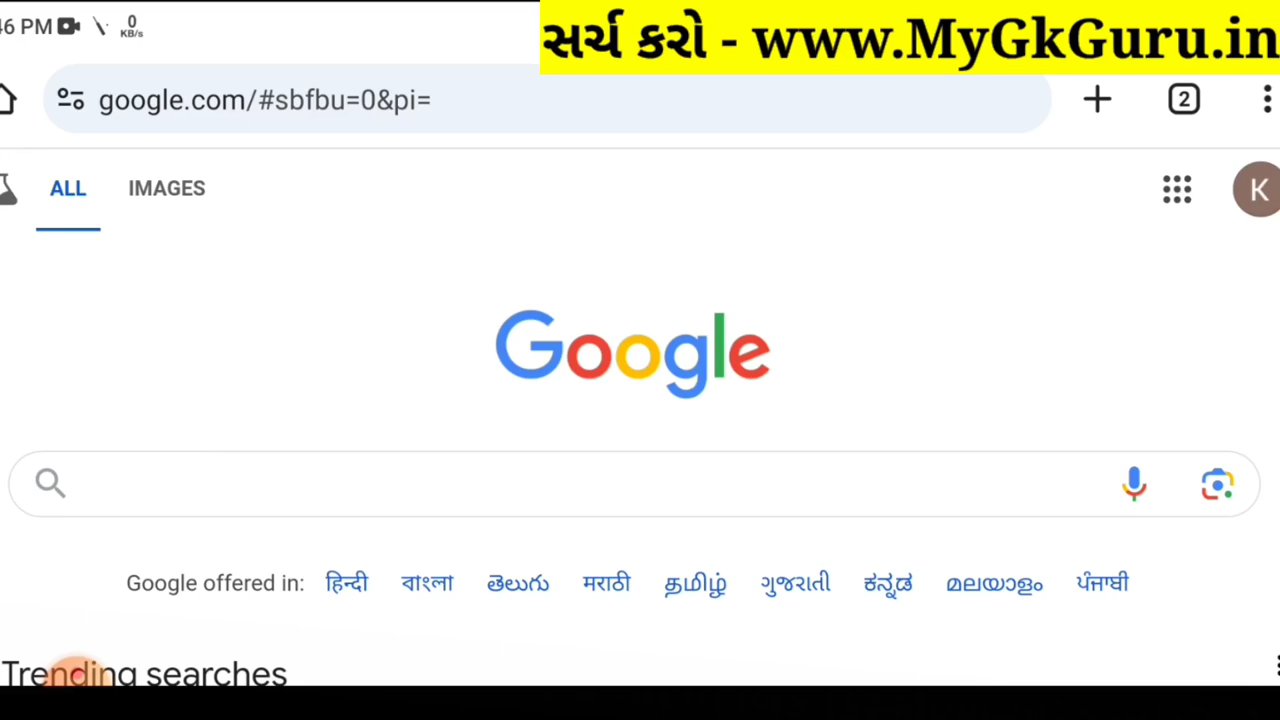 46 PM 0 KB/s
સર્ચ કરો - www.MyGkGuru.in
google.com/#sbfbu=0&pi= 2
ALL IMAGES K
Google
Google offered in: हिन्दी বাংলা తెలుగు मराठी தமிழ் ગુજરાતી ಕನ್ನಡ മലയാളം ਪੰਜਾਬੀ
Trending searches